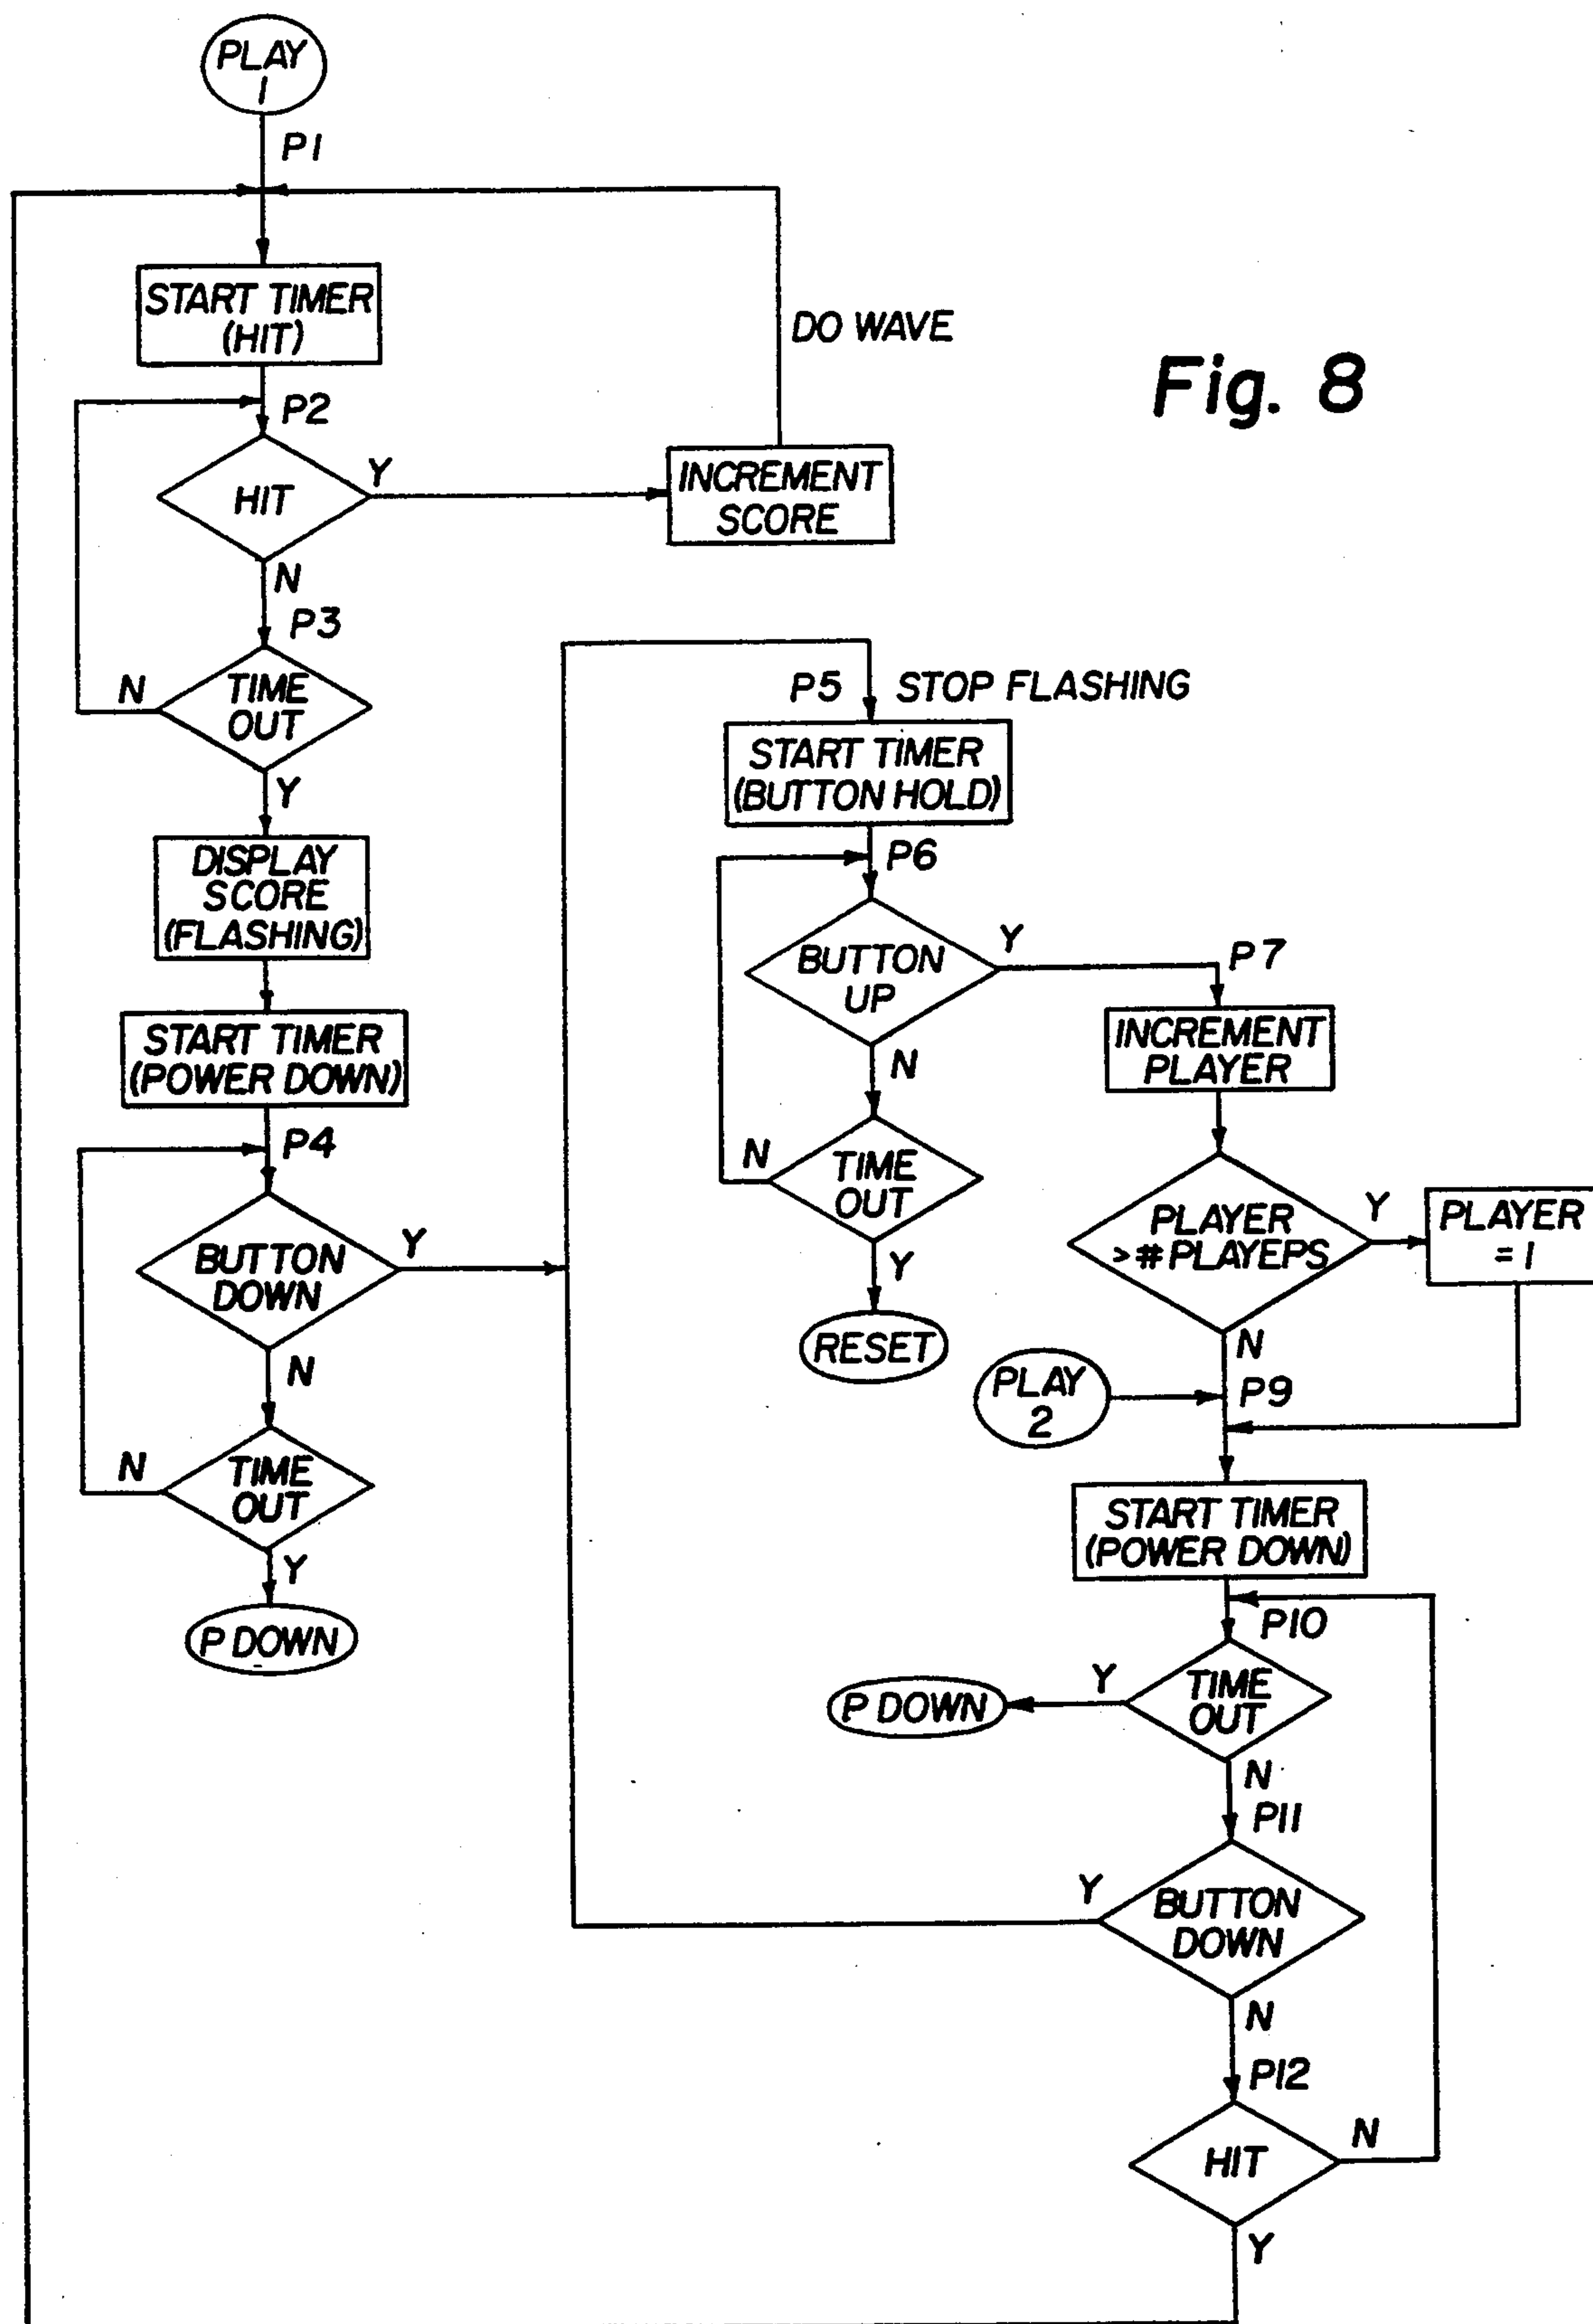 PLAY
1
P1
START TIMER
(HIT)
DO WAVE
Fig. 8
P2
HIT
Y
INCREMENT
SCORE
N
P3
N
TIME
OUT
Y
DISPLAY
SCORE
(FLASHING)
START TIMER
(POWER DOWN)
P4
BUTTON
DOWN
Y
N
N
TIME
OUT
Y
P DOWN
P5 STOP FLASHING
START TIMER
(BUTTON HOLD)
P6
BUTTON
UP
Y
N
N
TIME
OUT
Y
RESET
P7
INCREMENT
PLAYER
PLAYER
># PLAYEPS
Y
PLAYER
= 1
N
PLAY
2
P9
START TIMER
(POWER DOWN)
P10
Y
TIME
OUT
P DOWN
N
P11
Y
BUTTON
DOWN
N
P12
HIT
N
Y